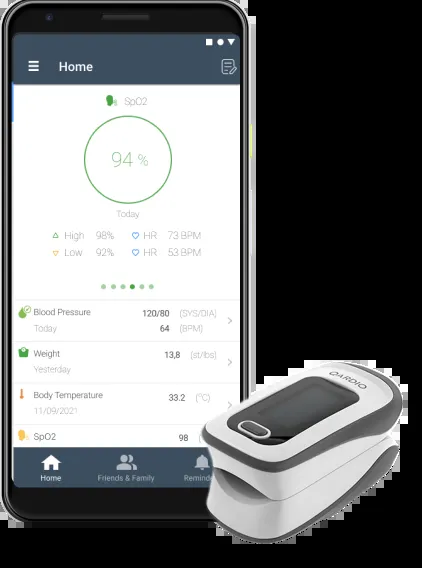 Home
SpO2
94 %
Today
High 98% HR 73 BPM
Low 92% HR 53 BPM
Blood Pressure 120/80 (SYS/DIA)
Today 64 (BPM)
Weight 13,8 (st/lbs)
Yesterday
Body Temperature 33.2 (°C)
11/09/2021
SpO2 98
Home Friends & Family
QARDIO